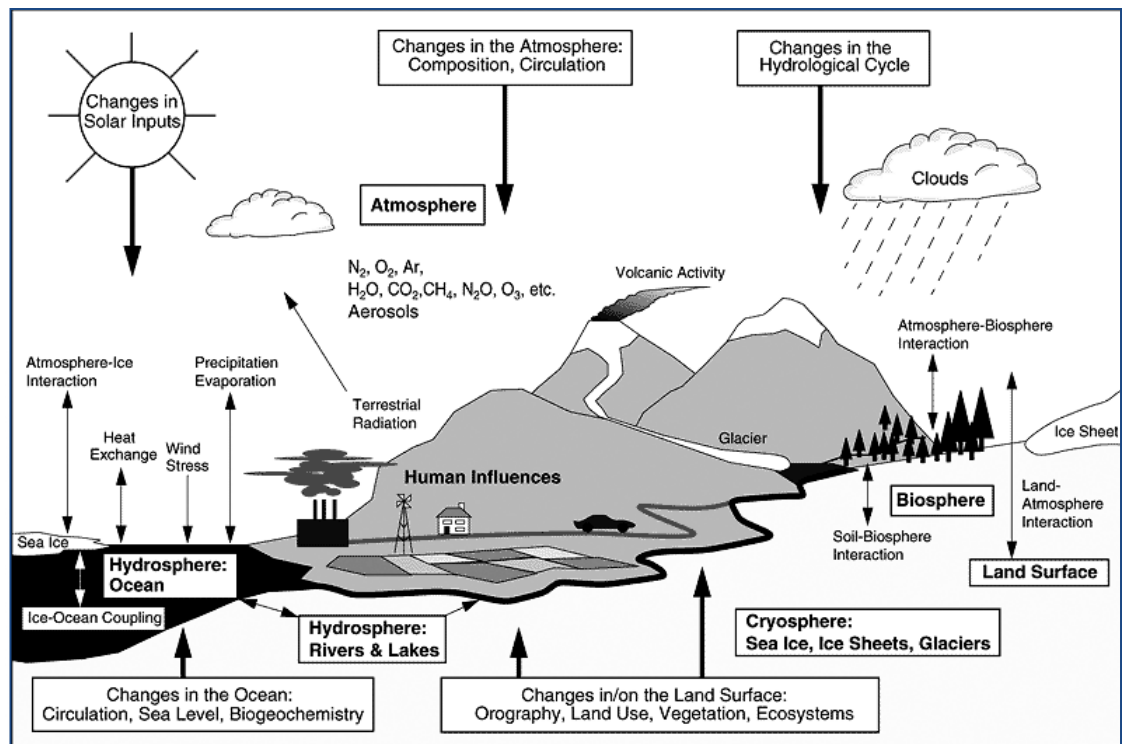 Changes in the Atmosphere:
Composition, Circulation
Changes in the
Hydrological Cycle
Changes in
Solar Inputs
Clouds
Atmosphere
N₂, O₂, Ar,
H₂O, CO₂,CH₄, N₂O, O₃, etc.
Aerosols
Volcanic Activity
Atmosphere-Biosphere
Interaction
Atmosphere-Ice
Interaction
Precipitatien
Evaporation
Terrestrial
Radiation
Heat
Exchange
Wind
Stress
Glacier
Ice Sheet
Human Influences
Biosphere
Land-
Atmosphere
Interaction
Soil-Biosphere
Interaction
Sea Ice
Hydrosphere:
Ocean
Land Surface
Ice-Ocean Coupling
Hydrosphere:
Rivers & Lakes
Cryosphere:
Sea Ice, Ice Sheets, Glaciers
Changes in the Ocean:
Circulation, Sea Level, Biogeochemistry
Changes in/on the Land Surface:
Orography, Land Use, Vegetation, Ecosystems